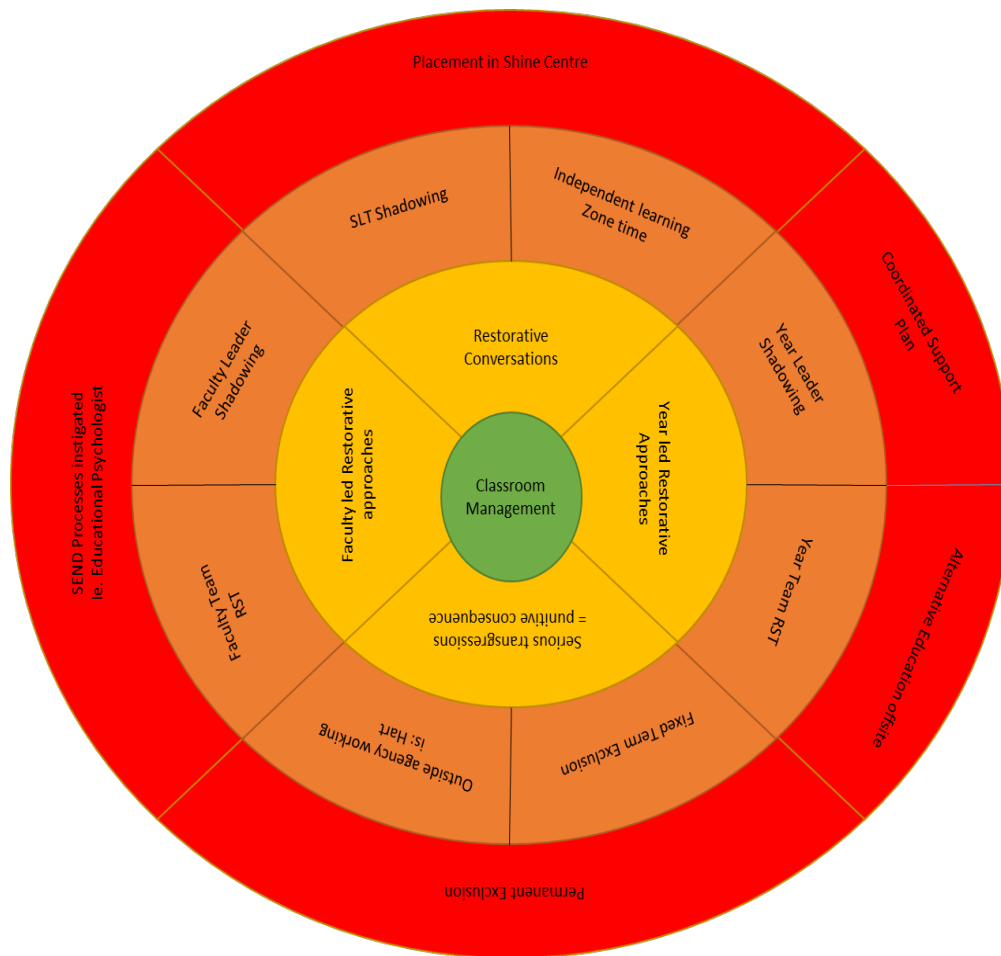 Placement in Shine Centre
SLT Shadowing
Independent learning
Zone time
Coordinated Support
Plan
Faculty Leader
Shadowing
Restorative
Conversations
Year Leader
Shadowing
SEND Processes instigated
Ie. Educational Psychologist
Faculty led Restorative
approaches
Classroom
Management
Year led Restorative
Approaches
Faculty Team
RST
Serious transgressions
= punitive consequence
Year Team RST
Alternative Education offsite
Outside agency working
is: Hart
Fixed Term Exclusion
Permanent Exclusion